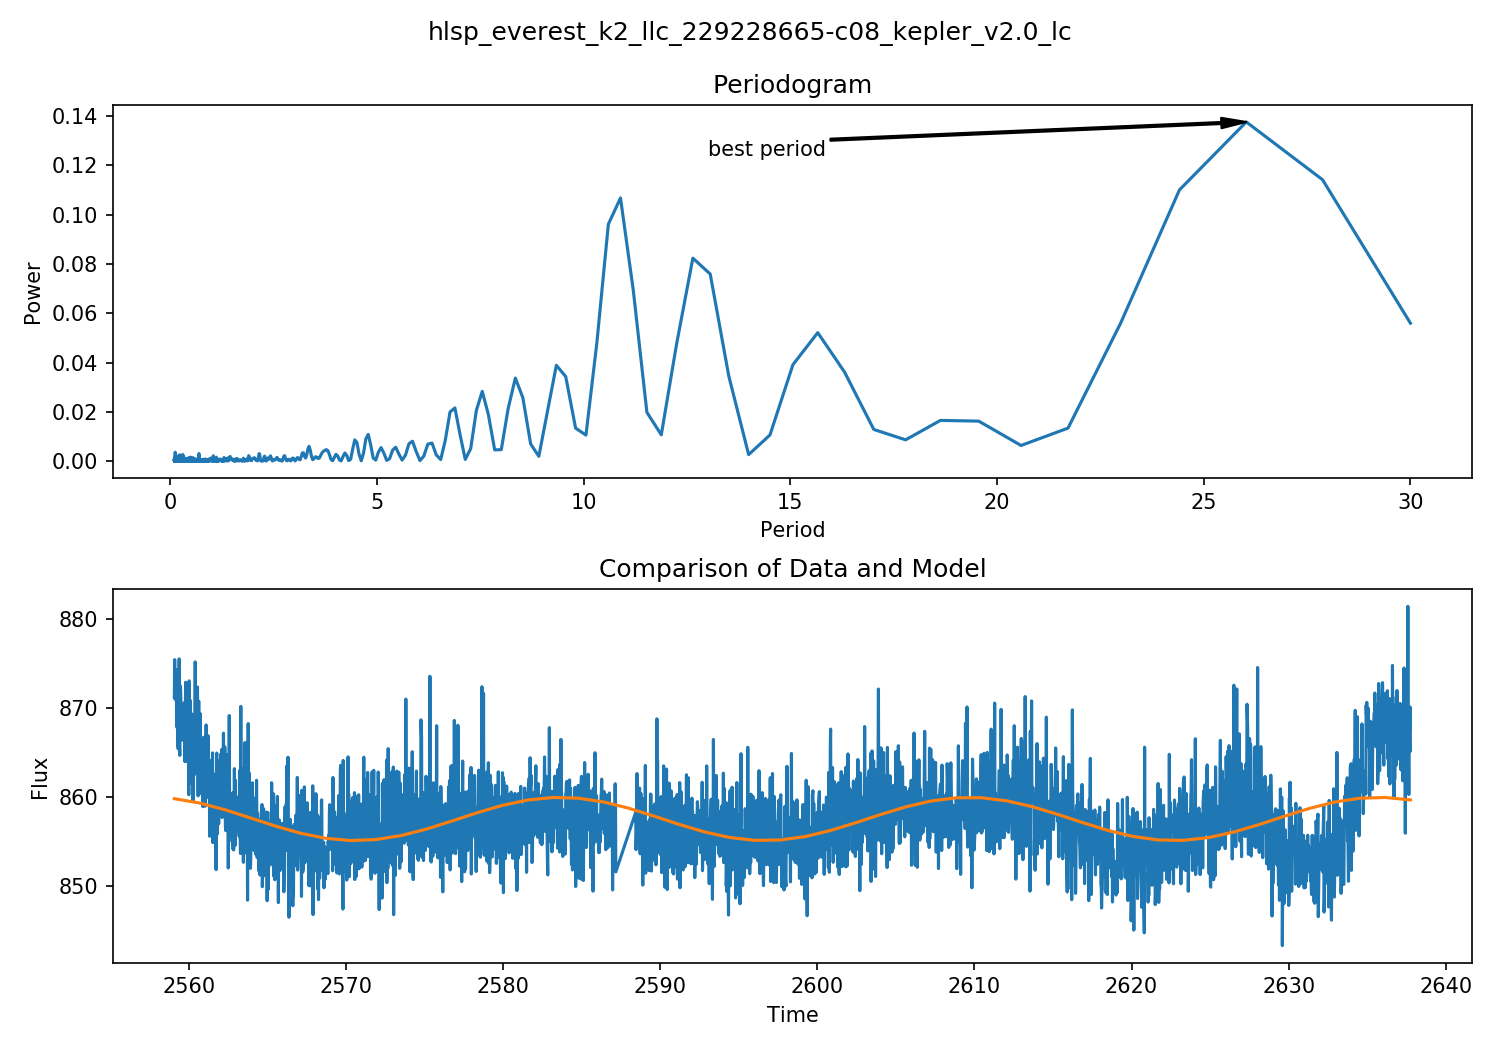 hlsp_everest_k2_llc_229228665-c08_kepler_v2.0_lc
Periodogram
0.14
0.12
0.10
0.08
0.06
0.04
0.02
0.00
Power
best period
0 5 10 15 20 25 30
Period
Comparison of Data and Model
880
870
860
850
Flux
2560 2570 2580 2590 2600 2610 2620 2630 2640
Time